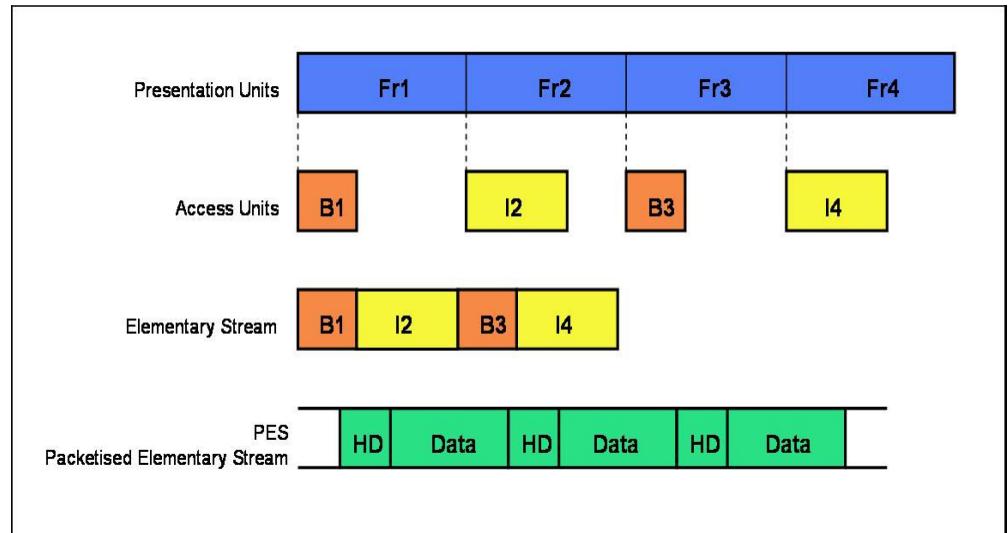 Presentation Units
Fr1 Fr2 Fr3 Fr4
Access Units
B1 I2 B3 I4
Elementary Stream
B1 I2 B3 I4
PES
Packetised Elementary Stream
HD Data HD Data HD Data